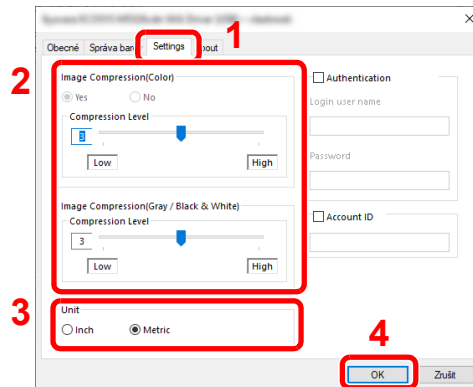 1
Obecné
Správa barev
Settings
2
Image Compression(Color)
Yes
No
Compression Level
3
Low
High
Image Compression(Gray / Black & White)
Compression Level
3
Low
High
Authentication
Login user name
Password
Account ID
3
Unit
Inch
Metric
4
OK
Zrušit